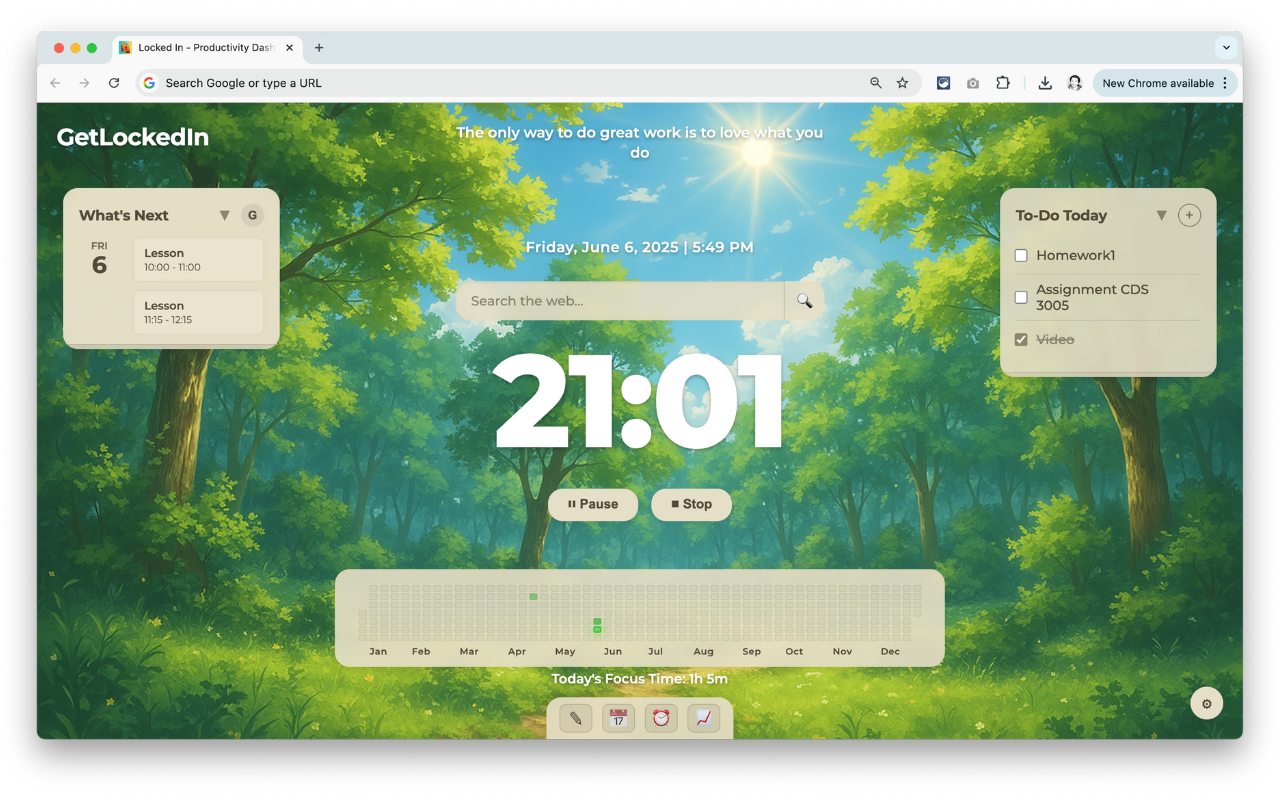 Locked In - Productivity Dash
Search Google or type a URL
New Chrome available
GetLockedIn
The only way to do great work is to love what you
do
What's Next
G
FRI
6
Lesson
10:00 - 11:00
Lesson
11:15 - 12:15
Friday, June 6, 2025 | 5:49 PM
Search the web...
21:01
Pause
Stop
To-Do Today
+
Homework1
Assignment CDS
3005
Video
Jan Feb Mar Apr May Jun Jul Aug Sep Oct Nov Dec
Today's Focus Time: 1h 5m
17